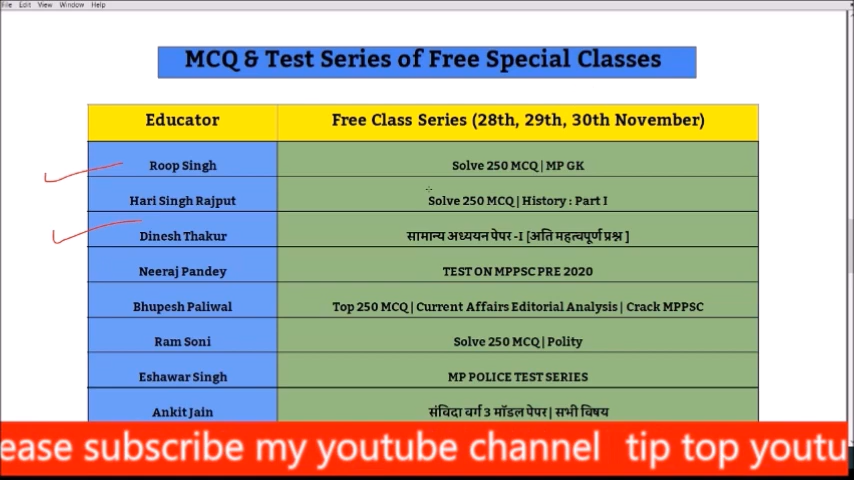 File Edit View Window Help
MCQ & Test Series of Free Special Classes
Educator Free Class Series (28th, 29th, 30th November)
Roop Singh Solve 250 MCQ | MP GK
Hari Singh Rajput Solve 250 MCQ | History : Part I
Dinesh Thakur सामान्य अध्ययन पेपर -I [अति महत्वपूर्ण प्रश्न ]
Neeraj Pandey TEST ON MPPSC PRE 2020
Bhupesh Paliwal Top 250 MCQ | Current Affairs Editorial Analysis | Crack MPPSC
Ram Soni Solve 250 MCQ | Polity
Eshawar Singh MP POLICE TEST SERIES
Ankit Jain संविदा वर्ग 3 मॉडल पेपर | सभी विषय
ease subscribe my youtube channel tip top youtu